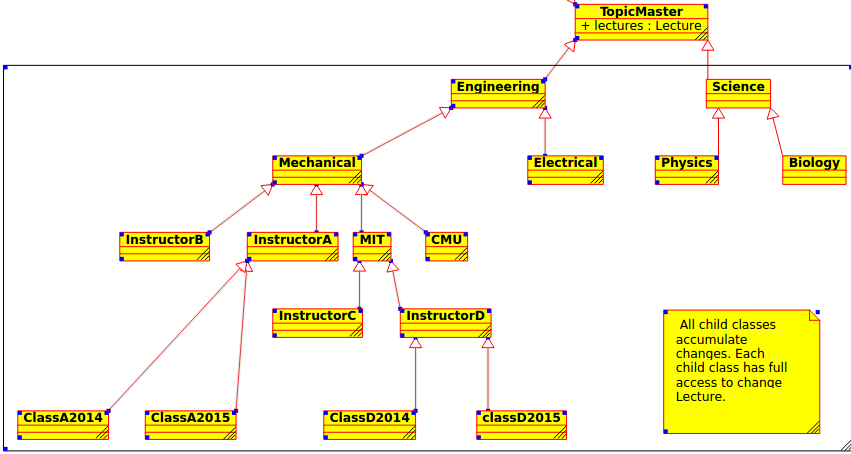 TopicMaster
+ lectures : Lecture
Engineering
Science
Mechanical
Electrical
Physics
Biology
InstructorB
InstructorA
MIT
CMU
InstructorC
InstructorD
All child classes
accumulate
changes. Each
child class has full
access to change
Lecture.
ClassA2014
ClassA2015
ClassD2014
classD2015